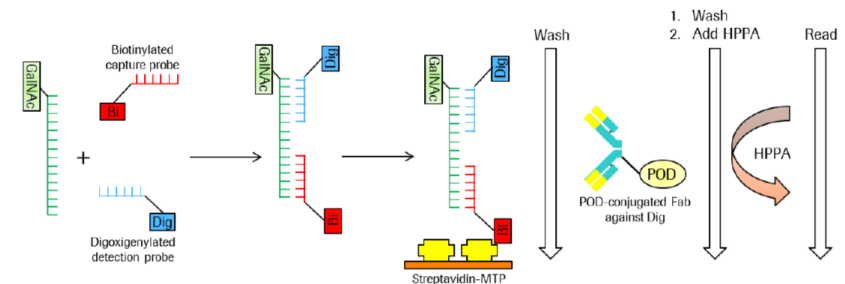 GalNAc
Biotinylated
capture probe
Bi
+
Digoxigenylated
detection probe
Dig
GalNAc
Dig
Bi
GalNAc
Dig
Bi
Streptavidin-MTP
Wash
POD
POD-conjugated Fab
against Dig
1. Wash
2. Add HPPA
HPPA
Read